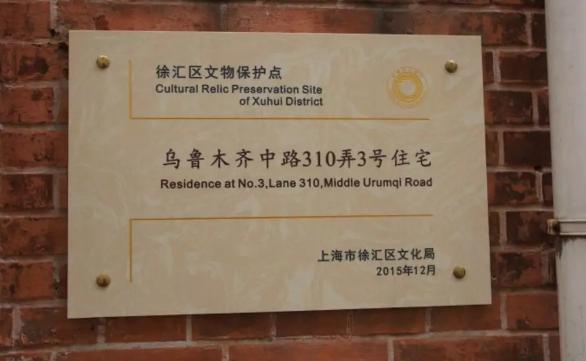 徐汇区文物保护点
Cultural Relic Preservation Site
of Xuhui District
乌鲁木齐中路310弄3号住宅
Residence at No.3,Lane 310,Middle Urumqi Road
上海市徐汇区文化局
2015年12月